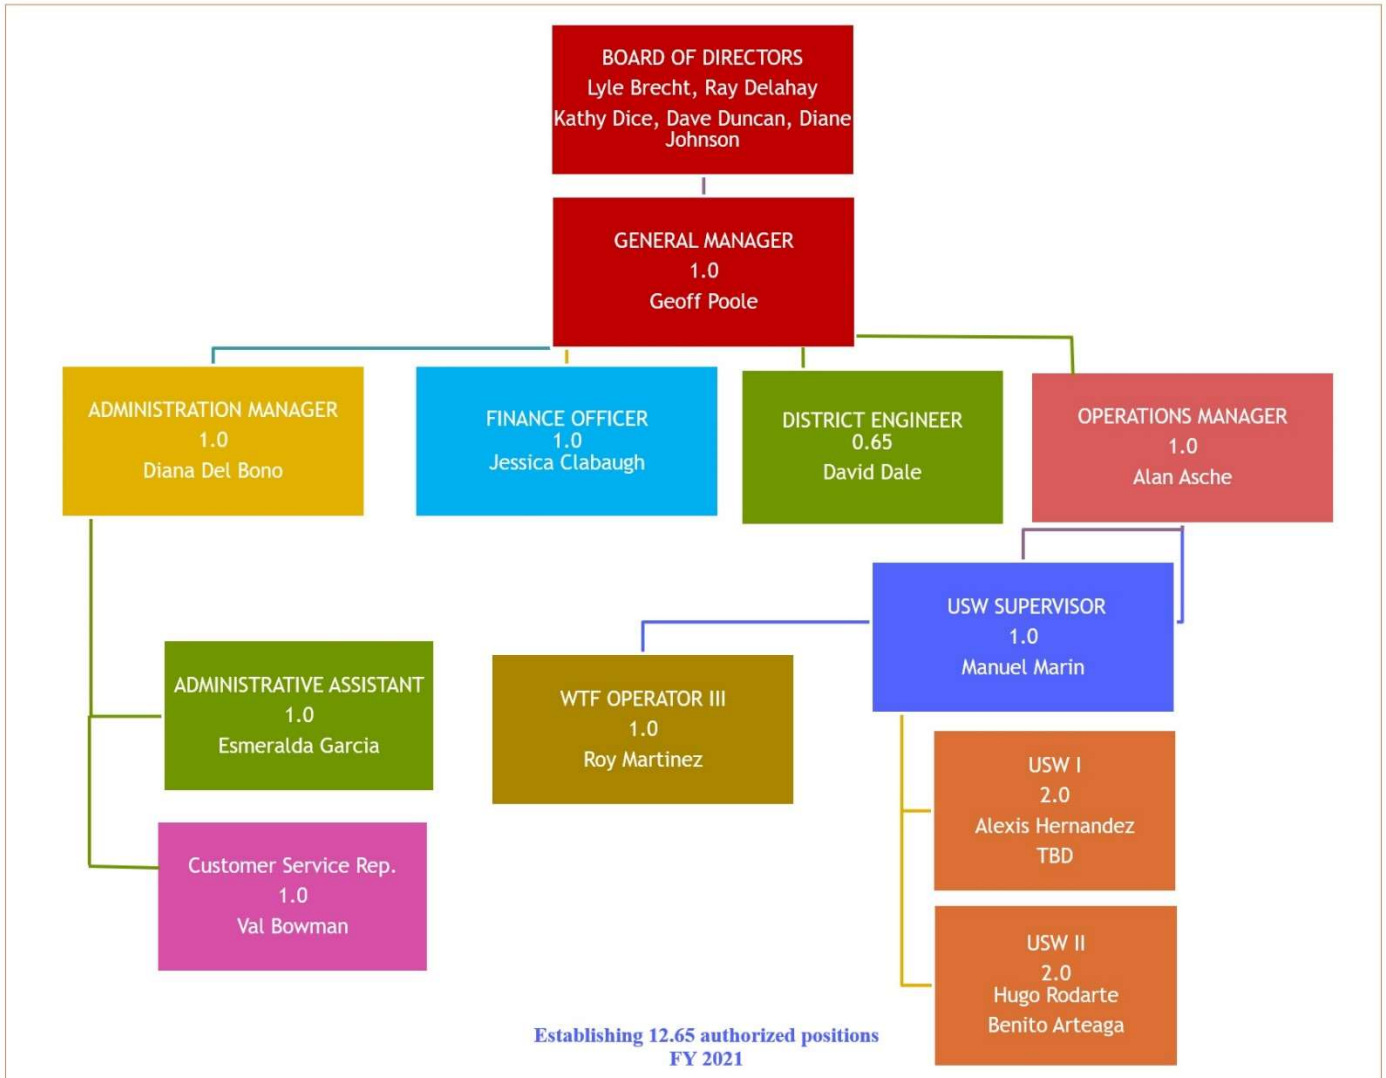 BOARD OF DIRECTORS
Lyle Brecht, Ray Delahay
Kathy Dice, Dave Duncan, Diane
Johnson
GENERAL MANAGER
1.0
Geoff Poole
ADMINISTRATION MANAGER
1.0
Diana Del Bono
FINANCE OFFICER
1.0
Jessica Clabaugh
DISTRICT ENGINEER
0.65
David Dale
OPERATIONS MANAGER
1.0
Alan Asche
USW SUPERVISOR
1.0
Manuel Marin
ADMINISTRATIVE ASSISTANT
1.0
Esmeralda Garcia
WTF OPERATOR III
1.0
Roy Martinez
USW I
2.0
Alexis Hernandez
TBD
Customer Service Rep.
1.0
Val Bowman
USW II
2.0
Hugo Rodarte
Benito Arteaga
Establishing 12.65 authorized positions
FY 2021